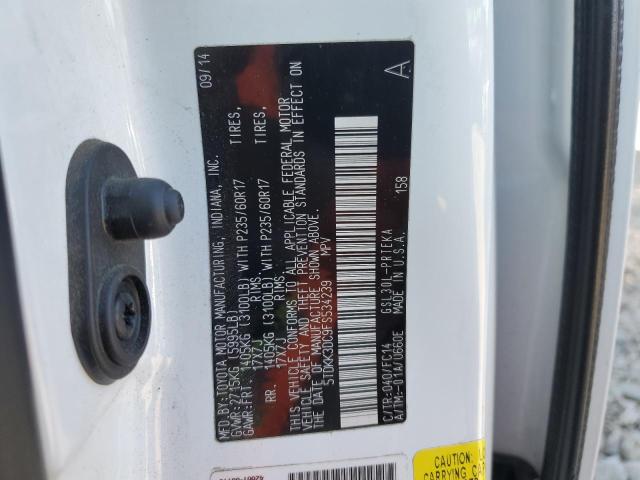 MFD.BY: TOYOTA MOTOR MANUFACTURING, INDIANA, INC. 09/14
GVWR: 2715KG (5995LB)
GAWR: FRT. 1405KG (3100LB) WITH P235/60R17 TIRES,
17X7J RIMS,
RR. 1405KG (3100LB) WITH P235/60R17 TIRES,
17X7J RIMS,
THIS VEHICLE CONFORMS TO ALL APPLICABLE FEDERAL MOTOR
VEHICLE SAFETY AND THEFT PREVENTION STANDARDS IN EFFECT ON
THE DATE OF MANUFACTURE SHOWN ABOVE.
5TDKK3DC9FS534239 MPV
A
158
C/TR:040/FC14 GSL30L-PRTEKA
A/TM:-01A/U660E MADE IN U.S.A.
CAUTION:
CARRYING